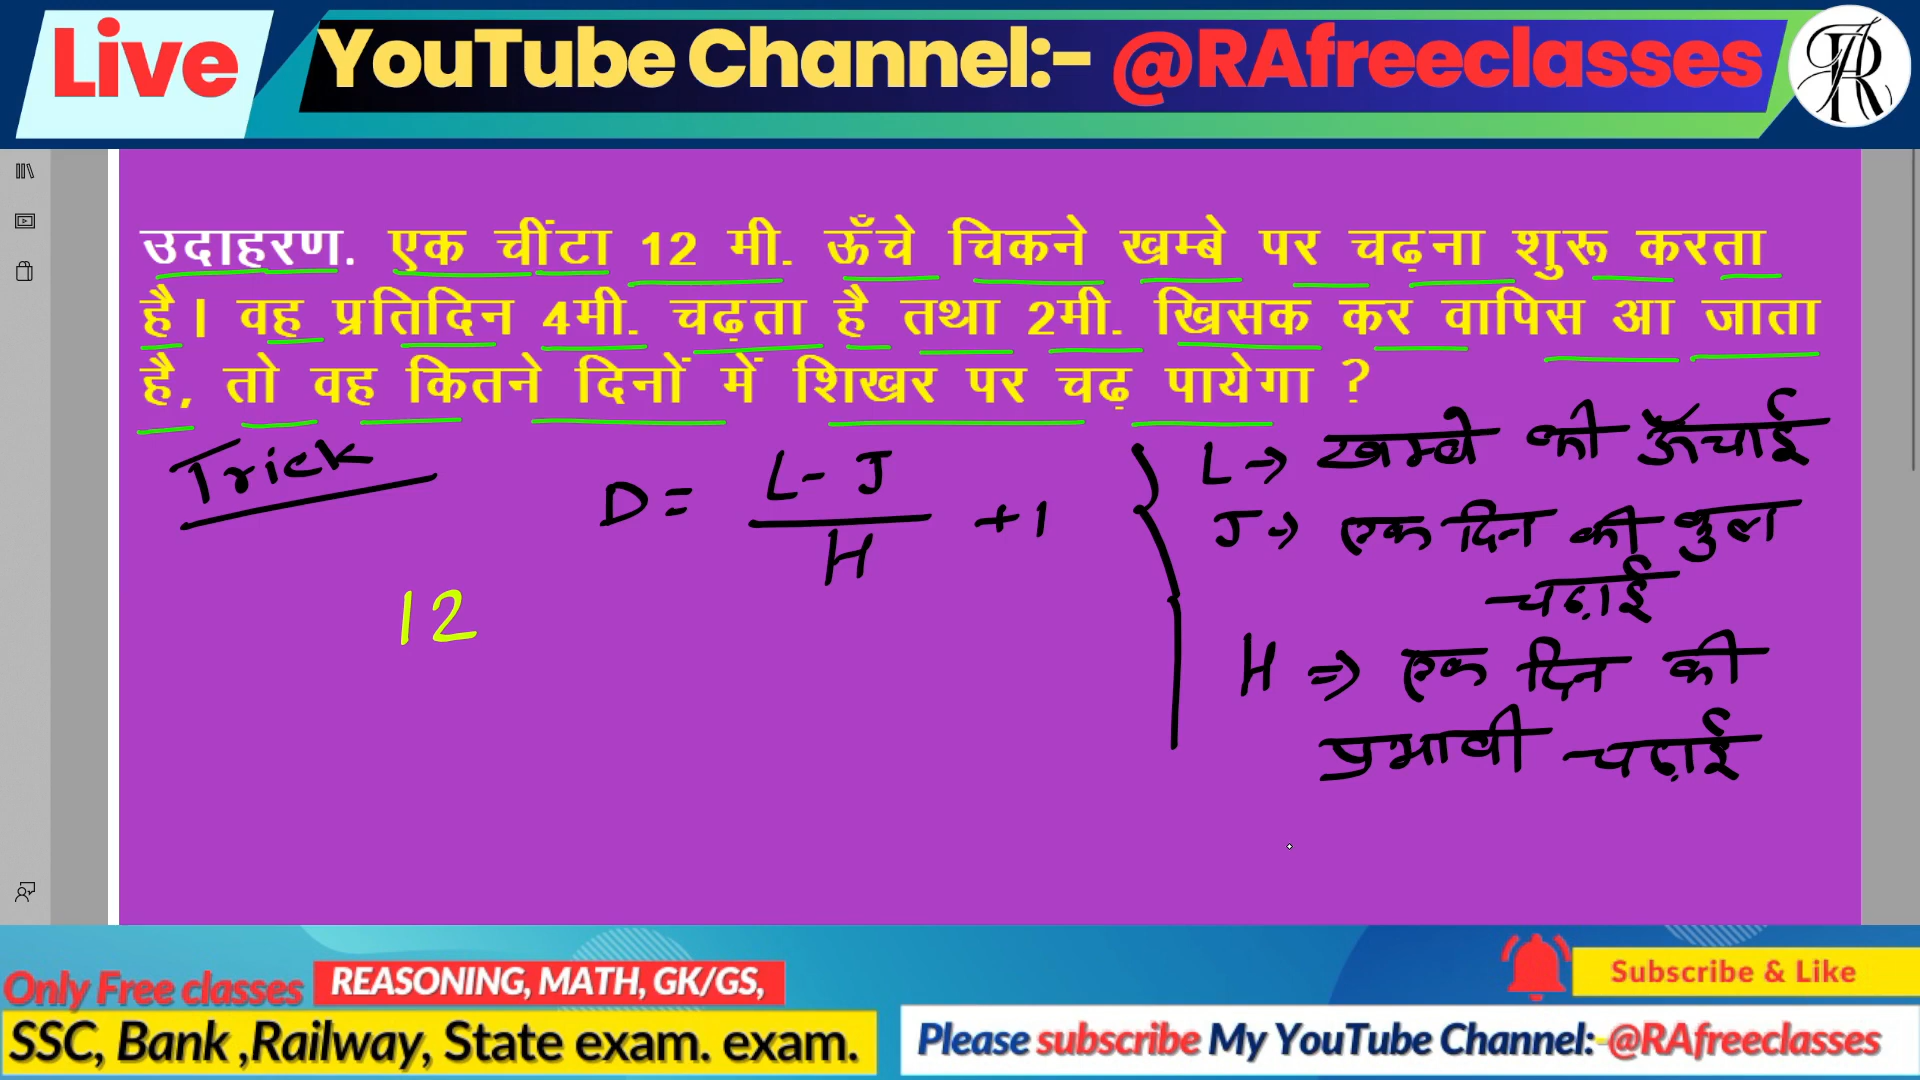 Live
YouTube Channel:- @RAfreeclasses
उदाहरण. एक चींटा 12 मी. ऊँचे चिकने खम्बे पर चढ़ना शुरू करता
है। वह प्रतिदिन 4मी. चढ़ता है तथा 2मी. खिसक कर वापिस आ जाता
है, तो वह कितने दिनों में शिखर पर चढ़ पायेगा ?
Trick
D = L - J / H + 1
12
L → खम्बे की ऊँचाई
J → एक दिन की कुल
चढ़ाई
H ⇒ एक दिन की
प्रभावी चढ़ाई
Only Free classes REASONING, MATH, GK/GS,
SSC, Bank ,Railway, State exam. exam.
Subscribe & Like
Please subscribe My YouTube Channel:-@RAfreeclasses